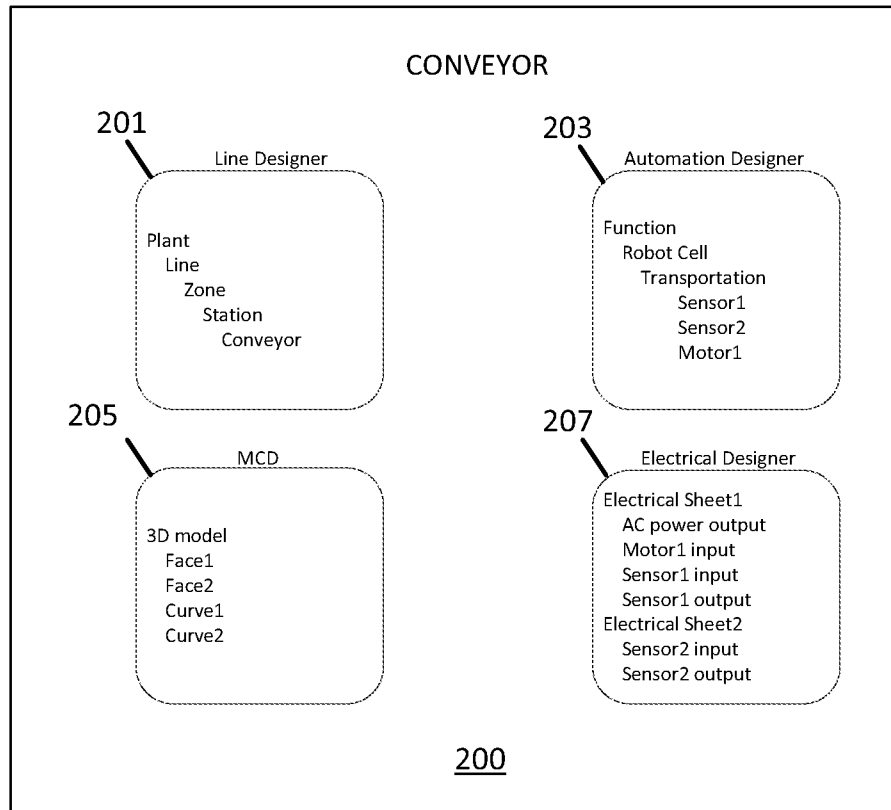 CONVEYOR
201
Line Designer
Plant
Line
Zone
Station
Conveyor
203
Automation Designer
Function
Robot Cell
Transportation
Sensor1
Sensor2
Motor1
205
MCD
3D model
Face1
Face2
Curve1
Curve2
207
Electrical Designer
Electrical Sheet1
AC power output
Motor1 input
Sensor1 input
Sensor1 output
Electrical Sheet2
Sensor2 input
Sensor2 output
200